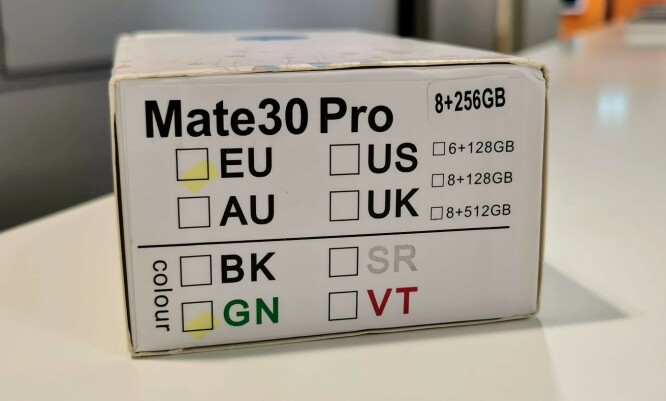 Mate30 Pro 8+256GB
EU US 6+128GB
8+128GB
AU UK 8+512GB
colour
BK SR
GN VT